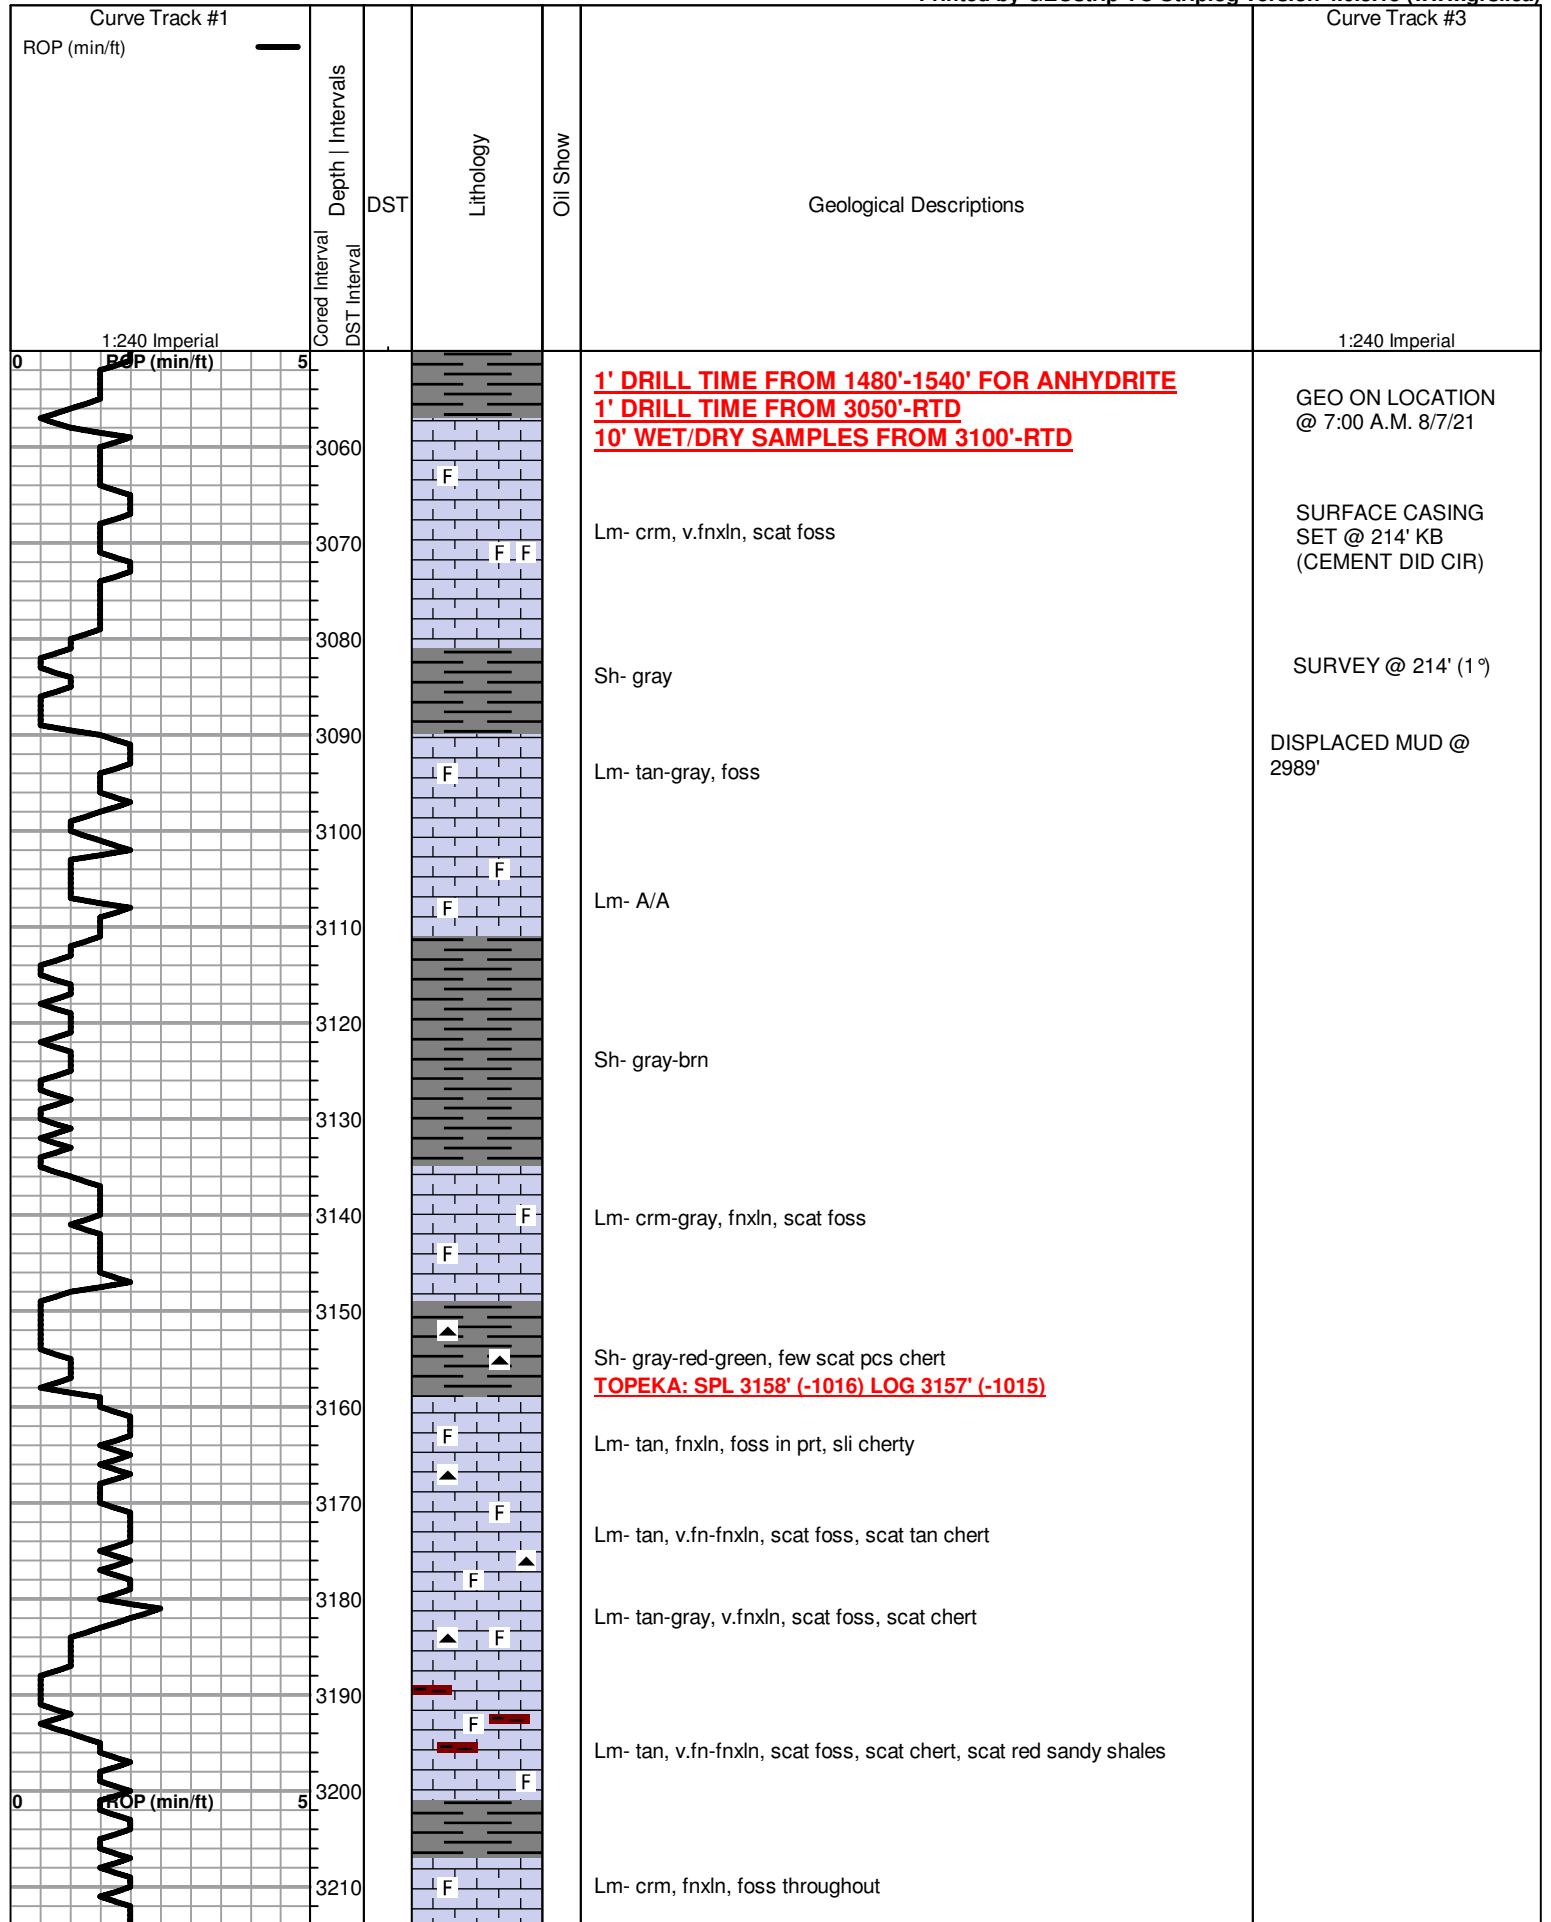 Curve Track #1
ROP (min/ft)
1:240 Imperial
Depth | Intervals
Cored Interval
DST Interval
DST
Lithology
Oil Show
Geological Descriptions
Curve Track #3
1:240 Imperial
0 ROP (min/ft) 5
1' DRILL TIME FROM 1480'-1540' FOR ANHYDRITE
1' DRILL TIME FROM 3050'-RTD
10' WET/DRY SAMPLES FROM 3100'-RTD
GEO ON LOCATION
@ 7:00 A.M. 8/7/21
3060
F
SURFACE CASING
SET @ 214' KB
(CEMENT DID CIR)
Lm- crm, v.fnxln, scat foss
3070
F F
3080
Sh- gray
SURVEY @ 214' (1°)
3090
DISPLACED MUD @
2989'
F
Lm- tan-gray, foss
3100
F
Lm- A/A
F
3110
3120
Sh- gray-brn
3130
3140
F
Lm- crm-gray, fnxln, scat foss
F
3150
Sh- gray-red-green, few scat pcs chert
TOPEKA: SPL 3158' (-1016) LOG 3157' (-1015)
3160
F
Lm- tan, fnxln, foss in prt, sli cherty
3170
F
Lm- tan, v.fn-fnxln, scat foss, scat tan chert
F
3180
Lm- tan-gray, v.fnxln, scat foss, scat chert
F
3190
F
Lm- tan, v.fn-fnxln, scat foss, scat chert, scat red sandy shales
F
3200
0 ROP (min/ft) 5
3210
F
Lm- crm, fnxln, foss throughout